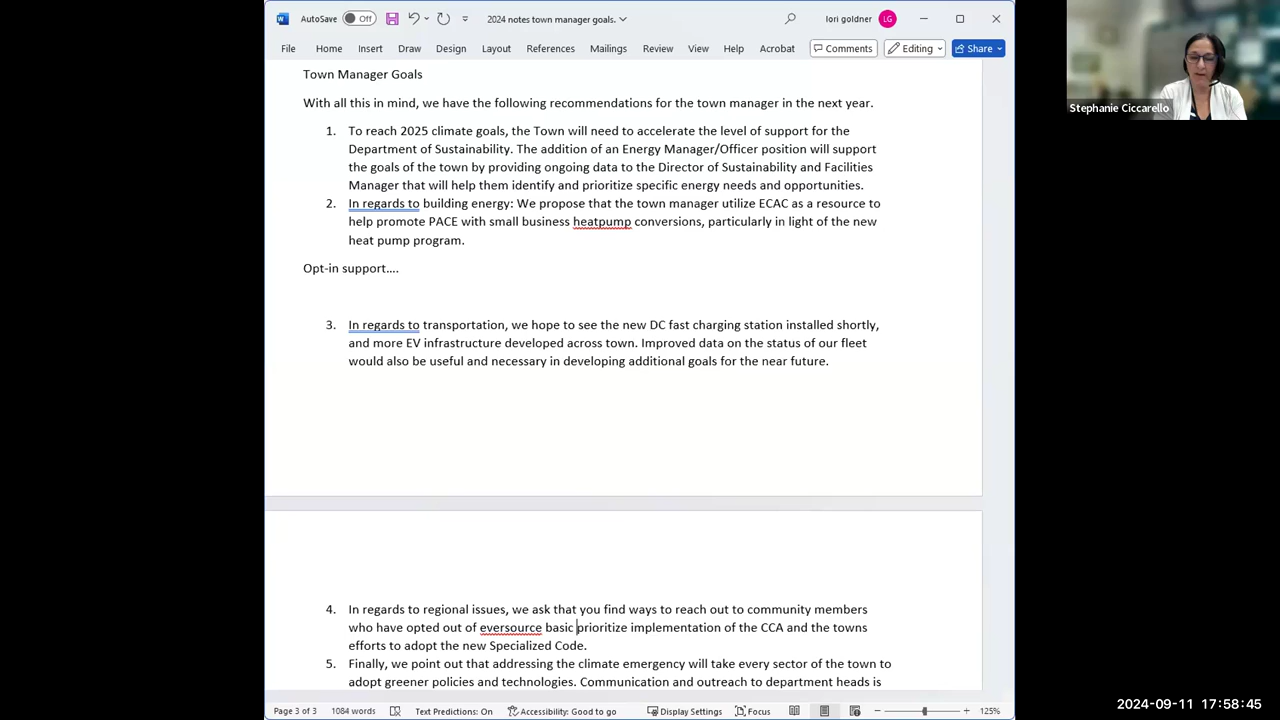 AutoSave Off 2024 notes town manager goals. lori goldner LG
File Home Insert Draw Design Layout References Mailings Review View Help Acrobat Comments Editing Share
Stephanie Ciccarello
Town Manager Goals
With all this in mind, we have the following recommendations for the town manager in the next year.
1. To reach 2025 climate goals, the Town will need to accelerate the level of support for the
Department of Sustainability. The addition of an Energy Manager/Officer position will support
the goals of the town by providing ongoing data to the Director of Sustainability and Facilities
Manager that will help them identify and prioritize specific energy needs and opportunities.
2. In regards to building energy: We propose that the town manager utilize ECAC as a resource to
help promote PACE with small business heatpump conversions, particularly in light of the new
heat pump program.
Opt-in support....
3. In regards to transportation, we hope to see the new DC fast charging station installed shortly,
and more EV infrastructure developed across town. Improved data on the status of our fleet
would also be useful and necessary in developing additional goals for the near future.
4. In regards to regional issues, we ask that you find ways to reach out to community members
who have opted out of eversource basic prioritize implementation of the CCA and the towns
efforts to adopt the new Specialized Code.
5. Finally, we point out that addressing the climate emergency will take every sector of the town to
adopt greener policies and technologies. Communication and outreach to department heads is
Page 3 of 3 1084 words Text Predictions: On Accessibility: Good to go Display Settings Focus 125%
2024-09-11 17:58:45